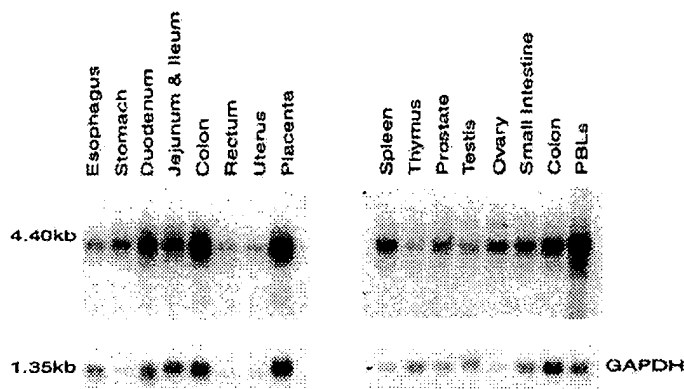 Esophagus
Stomach
Duodenum
Jejunum & Ileum
Colon
Rectum
Uterus
Placenta
Spleen
Thymus
Prostate
Testis
Ovary
Small Intestine
Colon
PBLs
4.40kb
1.35kb
GAPDH